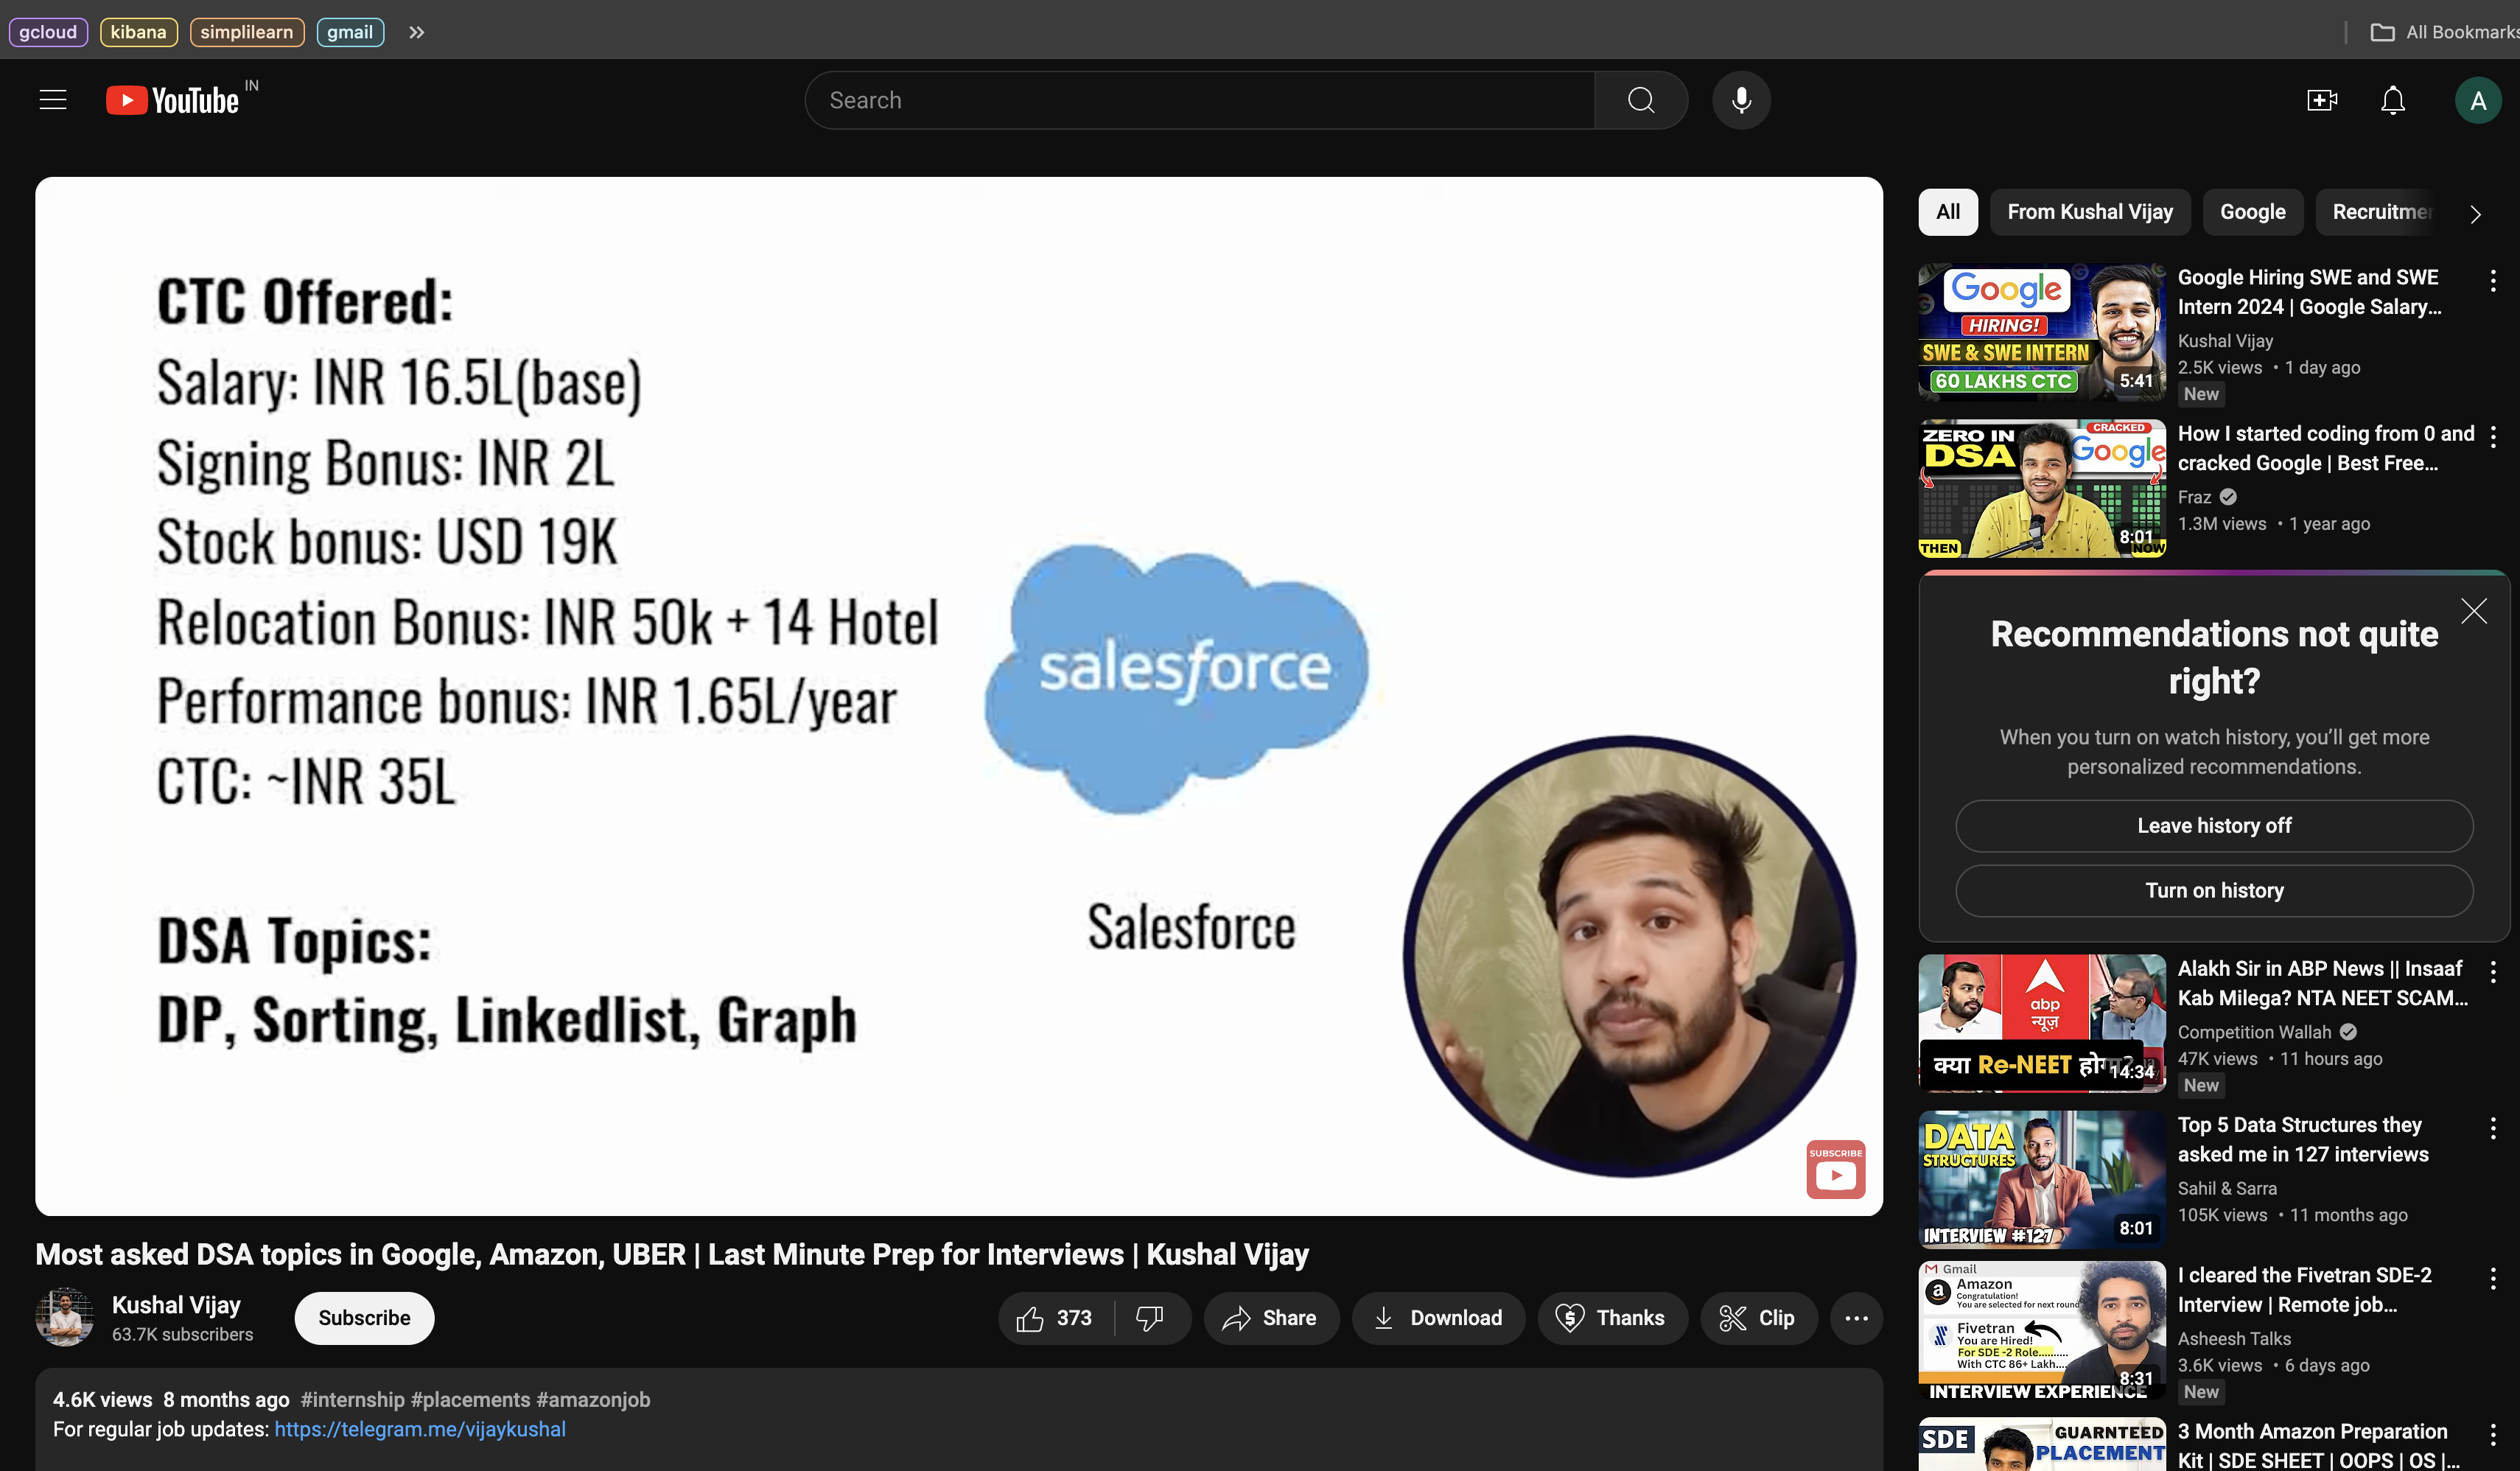 gcloud
kibana
simplilearn
gmail
All Bookmarks
YouTube IN
Search
A
CTC Offered:
Salary: INR 16.5L(base)
Signing Bonus: INR 2L
Stock bonus: USD 19K
Relocation Bonus: INR 50k + 14 Hotel
Performance bonus: INR 1.65L/year
CTC: ~INR 35L
DSA Topics:
DP, Sorting, Linkedlist, Graph
salesforce
Salesforce
SUBSCRIBE
Most asked DSA topics in Google, Amazon, UBER | Last Minute Prep for Interviews | Kushal Vijay
Kushal Vijay
63.7K subscribers
Subscribe
373
Share
Download
Thanks
Clip
4.6K views 8 months ago #internship #placements #amazonjob
For regular job updates: https://telegram.me/vijaykushal
All
From Kushal Vijay
Google
Recruitmen
Google
HIRING!
SWE & SWE INTERN
60 LAKHS CTC
5:41
Google Hiring SWE and SWE
Intern 2024 | Google Salary...
Kushal Vijay
2.5K views • 1 day ago
New
ZERO IN
DSA
CRACKED
Google
THEN
NOW
8:01
How I started coding from 0 and
cracked Google | Best Free...
Fraz
1.3M views • 1 year ago
Recommendations not quite
right?
When you turn on watch history, you’ll get more
personalized recommendations.
Leave history off
Turn on history
abp
न्यूज़
क्या Re-NEET
14:34
Alakh Sir in ABP News || Insaaf
Kab Milega? NTA NEET SCAM...
Competition Wallah
47K views • 11 hours ago
New
DATA
STRUCTURES
INTERVIEW #127
8:01
Top 5 Data Structures they
asked me in 127 interviews
Sahil & Sarra
105K views • 11 months ago
Gmail
Amazon
Congratulation!
You are selected for next round
Fivetran
You are Hired!
For SDE -2 Role..........
With CTC 86+ Lakh....
INTERVIEW EXPERIENCE
8:31
I cleared the Fivetran SDE-2
Interview | Remote job...
Asheesh Talks
3.6K views • 6 days ago
New
SDE
GUARNTEED
PLACEMENT
3 Month Amazon Preparation
Kit | SDE SHEET | OOPS | OS |...